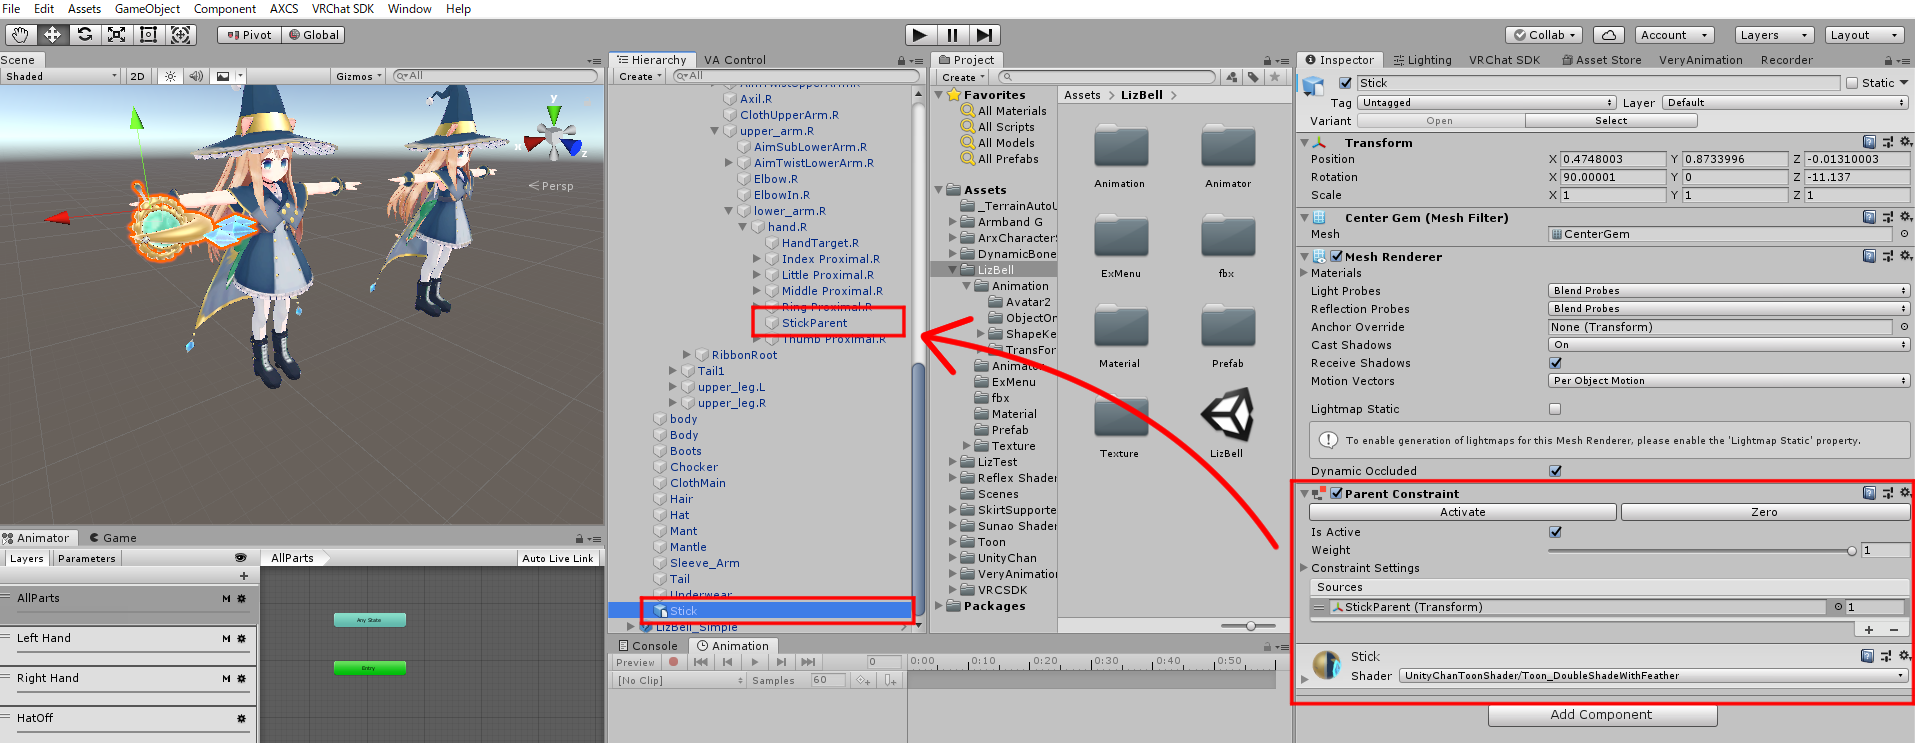 File Edit Assets GameObject Component AXCS VRChat SDK Window Help
Pivot Global Collab Account Layers Layout
Scene
Shaded 2D Gizmos All
y
x
z
Persp
Animator Game
Layers Parameters AllParts Auto Live Link
AllParts M
Left Hand M
Right Hand M
HatOff
Any State
Entry
Hierarchy VA Control
Create All
AimTwistUpperArm.R
Axil.R
ClothUpperArm.R
upper_arm.R
AimSubLowerArm.R
AimTwistLowerArm.R
Elbow.R
ElbowIn.R
lower_arm.R
hand.R
HandTarget.R
Index Proximal.R
Little Proximal.R
Middle Proximal.R
Ring Proximal.R
StickParent
Thumb Proximal.R
RibbonRoot
Tail1
upper_leg.L
upper_leg.R
body
Body
Boots
Chocker
ClothMain
Hair
Hat
Mant
Mantle
Sleeve_Arm
Tail
Underwear
Stick
LizBell_Simple
Console Animation
Preview 0 0:00 0:10 0:20 0:30 0:40 0:50
[No Clip] Samples 60
Project
Create
Favorites
All Materials
All Scripts
All Models
All Prefabs
Assets
_TerrainAutoU
Armband G
ArxCharacterS
DynamicBone
LizBell
Animation
Avatar2
ObjectOn
ShapeKe
TransFor
Animator
ExMenu
fbx
Material
Prefab
Texture
LizTest
Reflex Shader
Scenes
SkirtSupporte
Sunao Shader
Toon
UnityChan
VeryAnimation
VRCSDK
Packages
Assets LizBell
Animation Animator
ExMenu fbx
Material Prefab
Texture LizBell
Inspector Lighting VRChat SDK Asset Store VeryAnimation Recorder
Stick Static
Tag Untagged Layer Default
Variant Open Select
Transform
Position X 0.4748003 Y 0.8733996 Z -0.01310003
Rotation X 90.00001 Y 0 Z -11.137
Scale X 1 Y 1 Z 1
Center Gem (Mesh Filter)
Mesh CenterGem
Mesh Renderer
Materials
Light Probes Blend Probes
Reflection Probes Blend Probes
Anchor Override None (Transform)
Cast Shadows On
Receive Shadows
Motion Vectors Per Object Motion
Lightmap Static
To enable generation of lightmaps for this Mesh Renderer, please enable the 'Lightmap Static' property.
Dynamic Occluded
Parent Constraint
Activate Zero
Is Active
Weight 1
Constraint Settings
Sources
StickParent (Transform) 1
Stick
Shader UnityChanToonShader/Toon_DoubleShadeWithFeather
Add Component